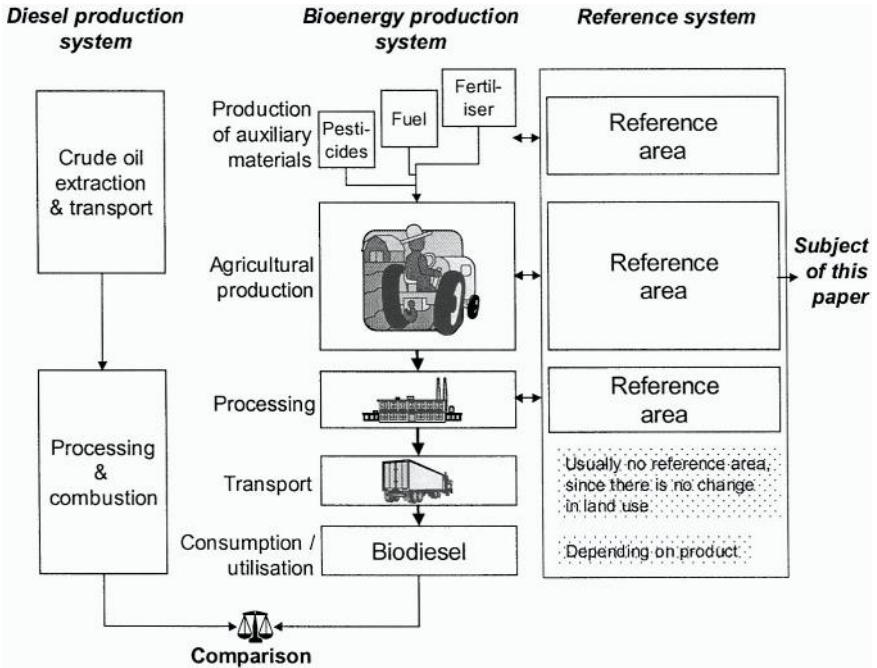 Diesel production
system
Bioenergy production
system
Reference system
Crude oil
extraction
& transport
Processing
&
combustion
Production
of auxiliary
materials
Pesti-
cides
Fuel
Fertil-
iser
Agricultural
production
Processing
Transport
Consumption /
utilisation
Biodiesel
Reference
area
Reference
area
Reference
area
Usually no reference area,
since there is no change
in land use
Depending on product
Subject
of this
paper
Comparison